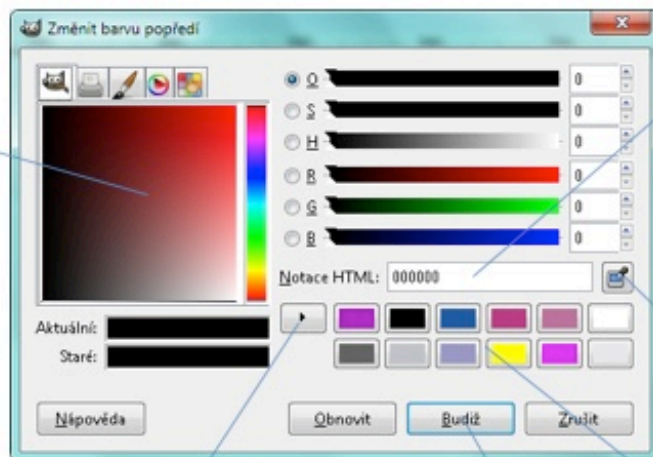 Změnit barvu popředí
O 0
S 0
H 0
R 0
G 0
B 0
Notace HTML: 000000
Aktuální:
Staré:
Nápověda
Obnovit
Budiž
Zrušit